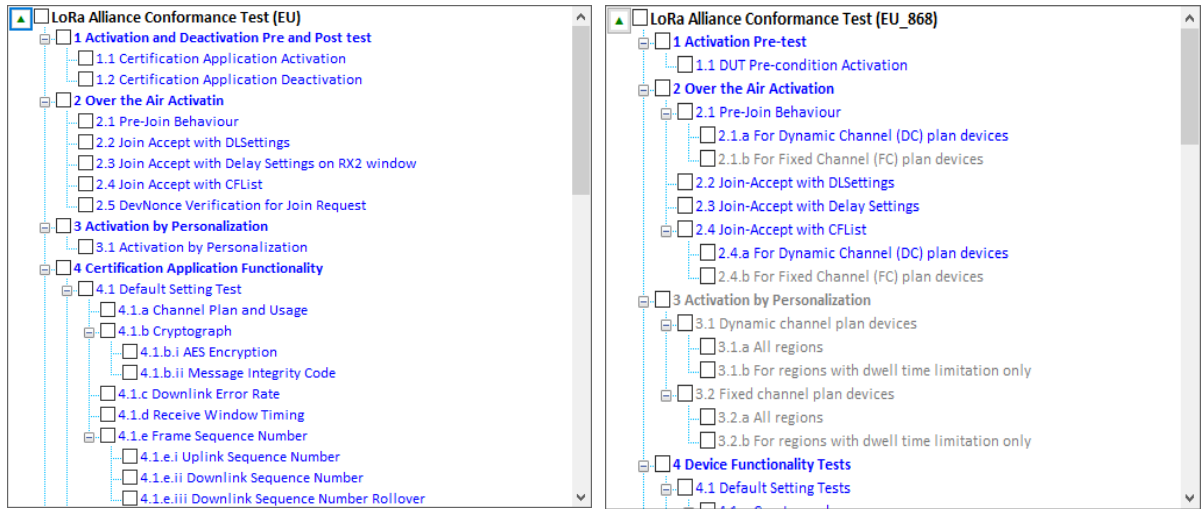 LoRa Alliance Conformance Test (EU)
1 Activation and Deactivation Pre and Post test
1.1 Certification Application Activation
1.2 Certification Application Deactivation
2 Over the Air Activatin
2.1 Pre-Join Behaviour
2.2 Join Accept with DLSettings
2.3 Join Accept with Delay Settings on RX2 window
2.4 Join Accept with CFList
2.5 DevNonce Verification for Join Request
3 Activation by Personalization
3.1 Activation by Personalization
4 Certification Application Functionality
4.1 Default Setting Test
4.1.a Channel Plan and Usage
4.1.b Cryptograph
4.1.b.i AES Encryption
4.1.b.ii Message Integrity Code
4.1.c Downlink Error Rate
4.1.d Receive Window Timing
4.1.e Frame Sequence Number
4.1.e.i Uplink Sequence Number
4.1.e.ii Downlink Sequence Number
4.1.e.iii Downlink Sequence Number Rollover
LoRa Alliance Conformance Test (EU_868)
1 Activation Pre-test
1.1 DUT Pre-condition Activation
2 Over the Air Activation
2.1 Pre-Join Behaviour
2.1.a For Dynamic Channel (DC) plan devices
2.1.b For Fixed Channel (FC) plan devices
2.2 Join-Accept with DLSettings
2.3 Join-Accept with Delay Settings
2.4 Join-Accept with CFList
2.4.a For Dynamic Channel (DC) plan devices
2.4.b For Fixed Channel (FC) plan devices
3 Activation by Personalization
3.1 Dynamic channel plan devices
3.1.a All regions
3.1.b For regions with dwell time limitation only
3.2 Fixed channel plan devices
3.2.a All regions
3.2.b For regions with dwell time limitation only
4 Device Functionality Tests
4.1 Default Setting Tests